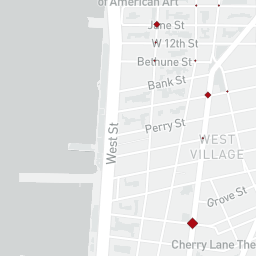 of American Art
Jane St
W 12th St
Bethune St
Bank St
West St
Perry St
WEST
VILLAGE
Grove St
Cherry Lane The